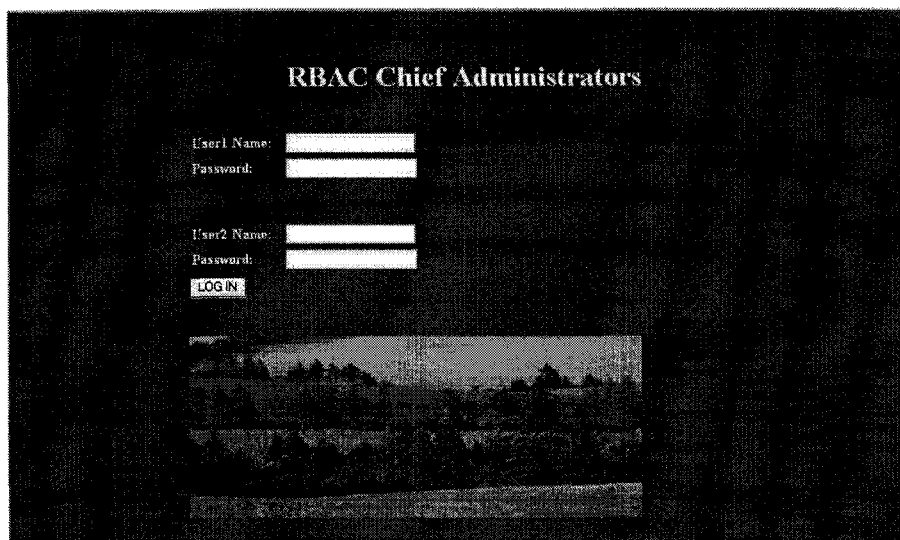 RBAC Chief Administrators
User1 Name:
Password:
User2 Name:
Password:
LOG IN